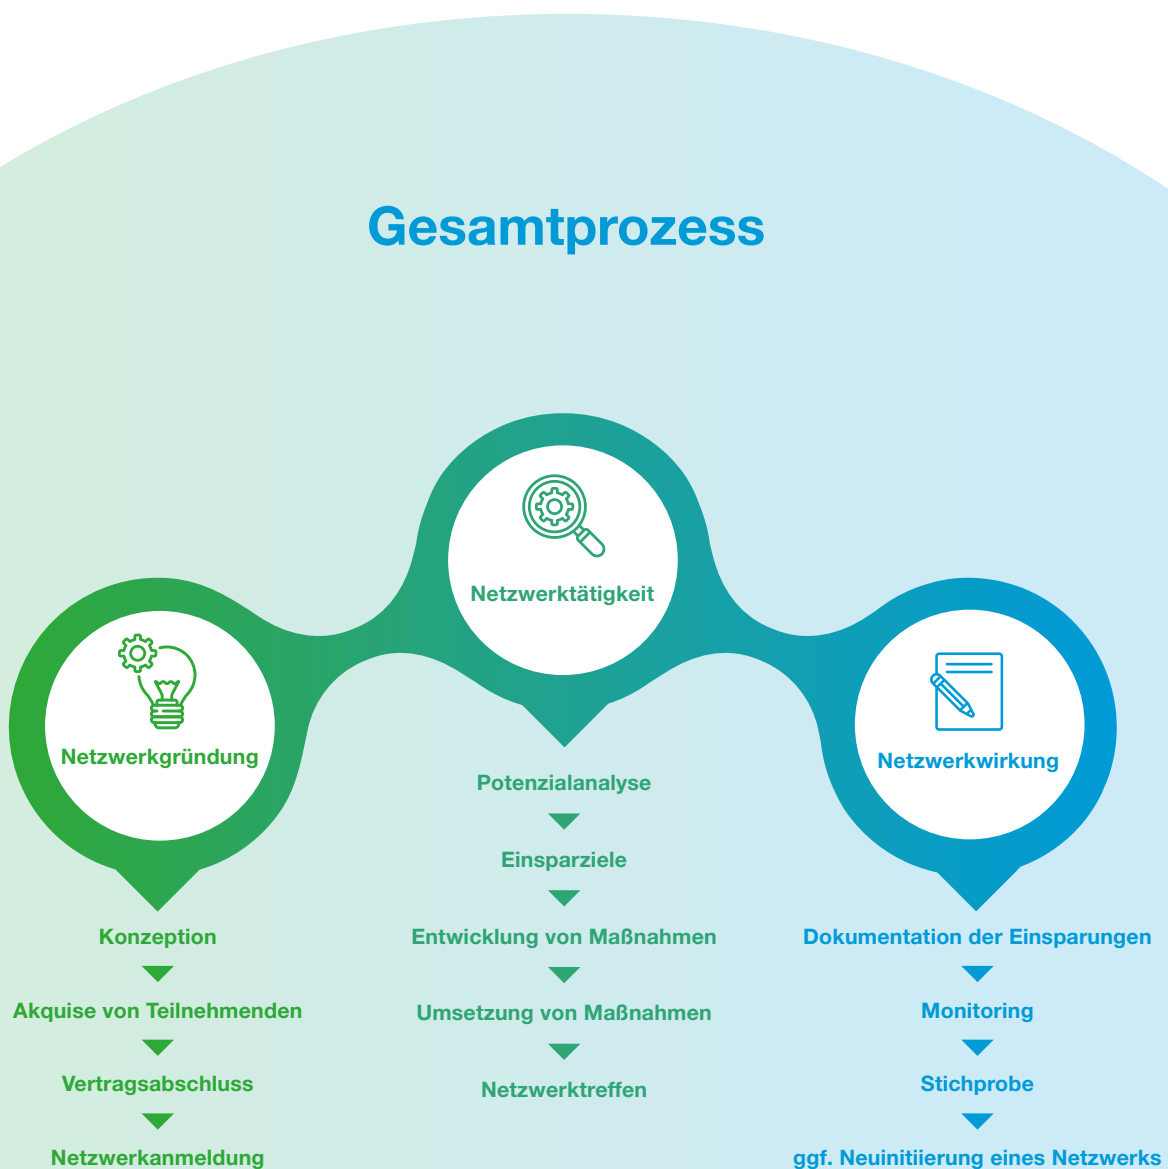 Gesamtprozess
Netzwerkgründung
Konzeption
Akquise von Teilnehmenden
Vertragsabschluss
Netzwerkanmeldung
Netzwerktätigkeit
Potenzialanalyse
Einsparziele
Entwicklung von Maßnahmen
Umsetzung von Maßnahmen
Netzwerktreffen
Netzwerkwirkung
Dokumentation der Einsparungen
Monitoring
Stichprobe
ggf. Neuinitiierung eines Netzwerks